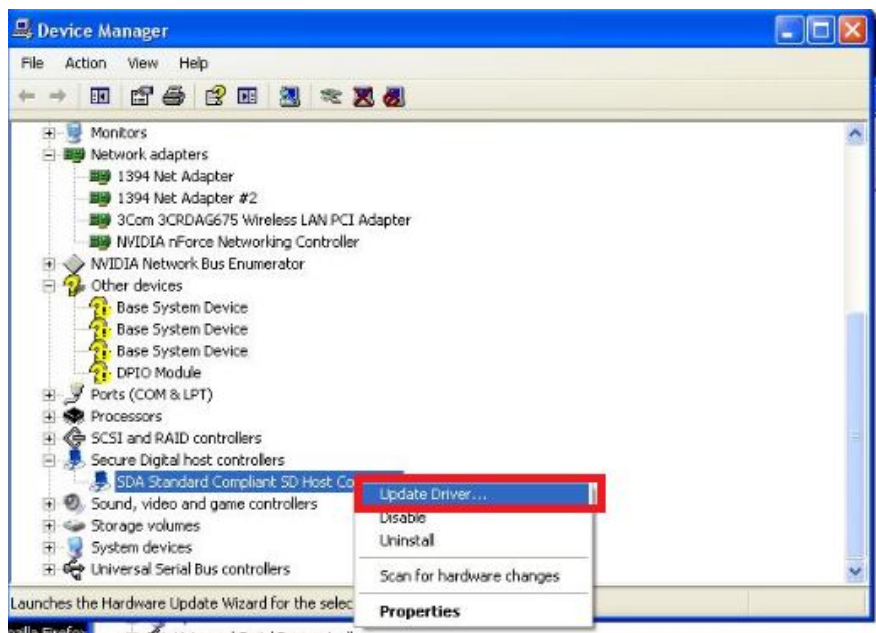 Device Manager
File Action View Help
Monitors
Network adapters
1394 Net Adapter
1394 Net Adapter #2
3Com 3CRDAG675 Wireless LAN PCI Adapter
NVIDIA nForce Networking Controller
NVIDIA Network Bus Enumerator
Other devices
Base System Device
Base System Device
Base System Device
DPIO Module
Ports (COM & LPT)
Processors
SCSI and RAID controllers
Secure Digital host controllers
SDA Standard Compliant SD Host Co
Update Driver...
Sound, video and game controllers
Disable
Storage volumes
Uninstall
System devices
Universal Serial Bus controllers
Scan for hardware changes
Launches the Hardware Update Wizard for the selec
Properties